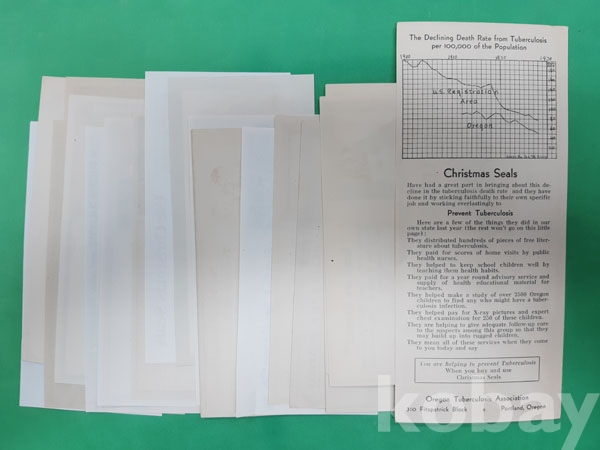 The Declining Death Rate from Tuberculosis
per 100,000 of the Population
1900 1910 1920 1930
U.S. Registration
Area
Oregon
Christmas Seals
Have had a great part in bringing about this de-
cline in the tuberculosis death rate and they have
done it by sticking faithfully to their own specific
job and working everlastingly to
Prevent Tuberculosis
Here are a few of the things they did in our
own state last year (the rest won't go on this little
page):
They distributed hundreds of pieces of free liter-
ature about tuberculosis.
They paid for scores of home visits by public
health nurses.
They helped to keep school children well by
teaching them health habits.
They paid for a year round advisory service and
supply of health educational material for
teachers.
They helped make a study of over 2500 Oregon
children to find any who might have a tuber-
culosis infection.
They helped pay for X-ray pictures and expert
chest examination for 250 of these children.
They are helping to give adequate follow-up care
to the suspects among this group so that they
may build up into rugged children.
They mean all of these services when they come
to you today and say
You are Helping to prevent Tuberculosis
When you buy and use
Christmas Seals
Oregon Tuberculosis Association
310 Fitzpatrick Block Portland, Oregon
kobay